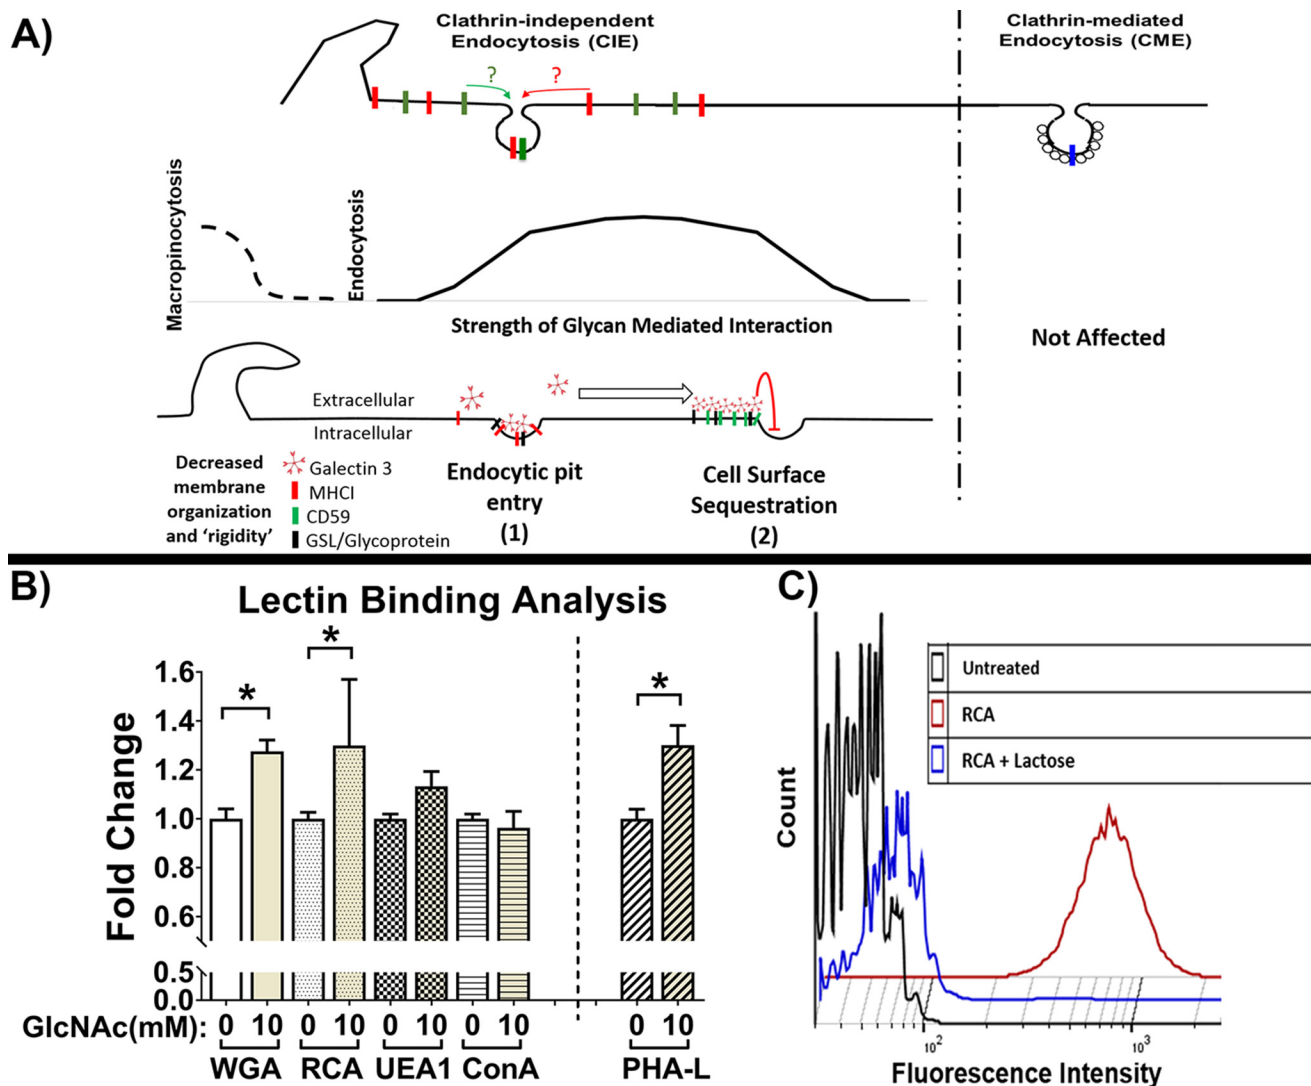 A)
Clathrin-independent
Endocytosis (CIE)
Clathrin-mediated
Endocytosis (CME)
?
?
Macropinocytosis
Endocytosis
Strength of Glycan Mediated Interaction
Not Affected
Extracellular
Intracellular
Decreased
membrane
organization
and ‘rigidity’
Galectin 3
MHCI
CD59
GSL/Glycoprotein
Endocytic pit
entry
(1)
Cell Surface
Sequestration
(2)
B)
Lectin Binding Analysis
Fold Change
1.6
1.4
1.2
1.0
0.8
0.6
0.5
0.0
* * *
GlcNAc(mM): 0 10 0 10 0 10 0 10 0 10
WGA RCA UEA1 ConA PHA-L
C)
Untreated
RCA
RCA + Lactose
Count
10² 10³
Fluorescence Intensity